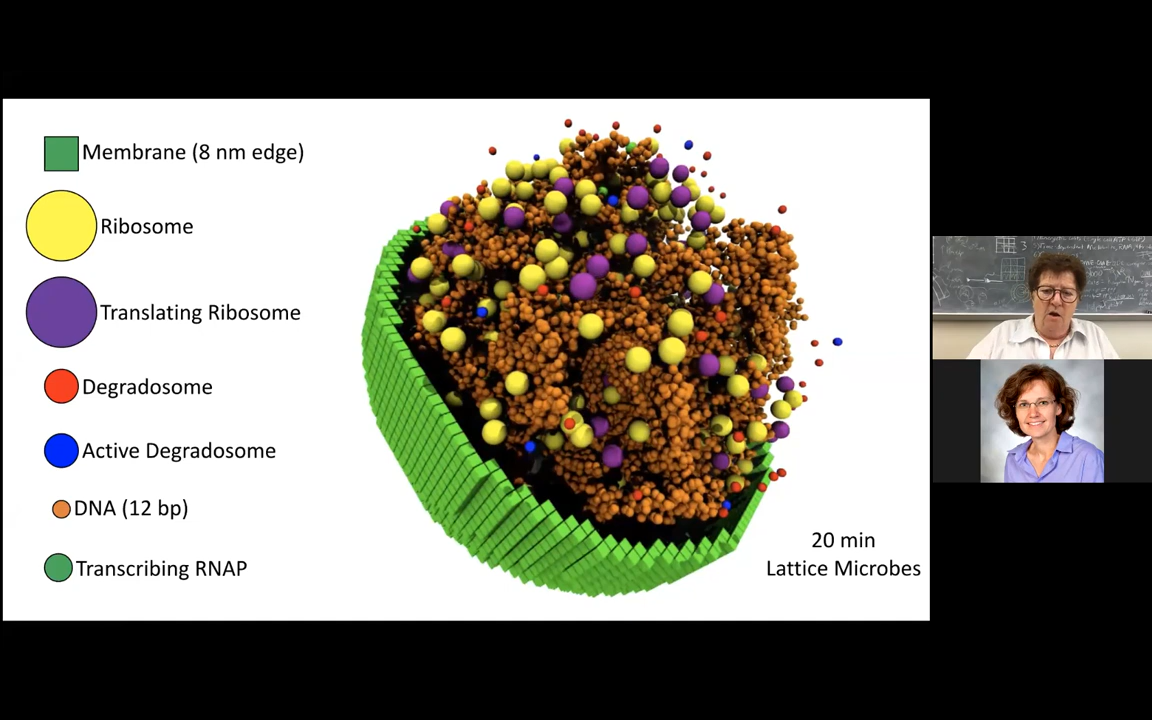 Membrane (8 nm edge)
Ribosome
Translating Ribosome
Degradosome
Active Degradosome
DNA (12 bp)
Transcribing RNAP
20 min
Lattice Microbes